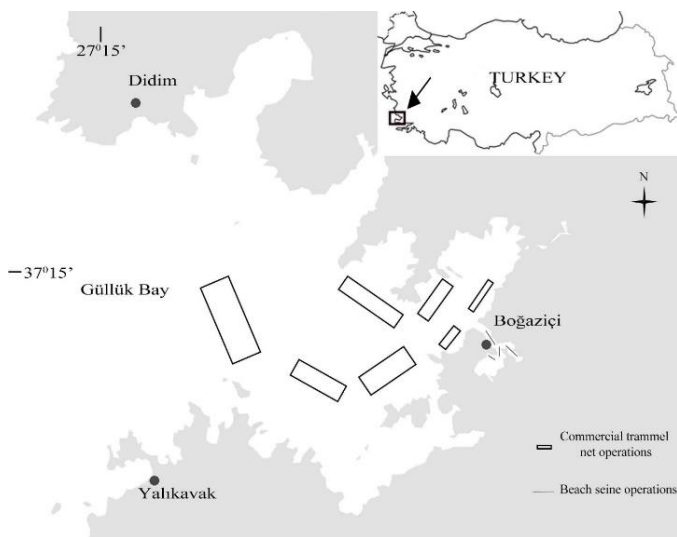 27⁰15’
Didim
TURKEY
N
37⁰15’
Güllük Bay
Boğaziçi
Commercial trammel
net operations
Yalıkavak
Beach seine operations